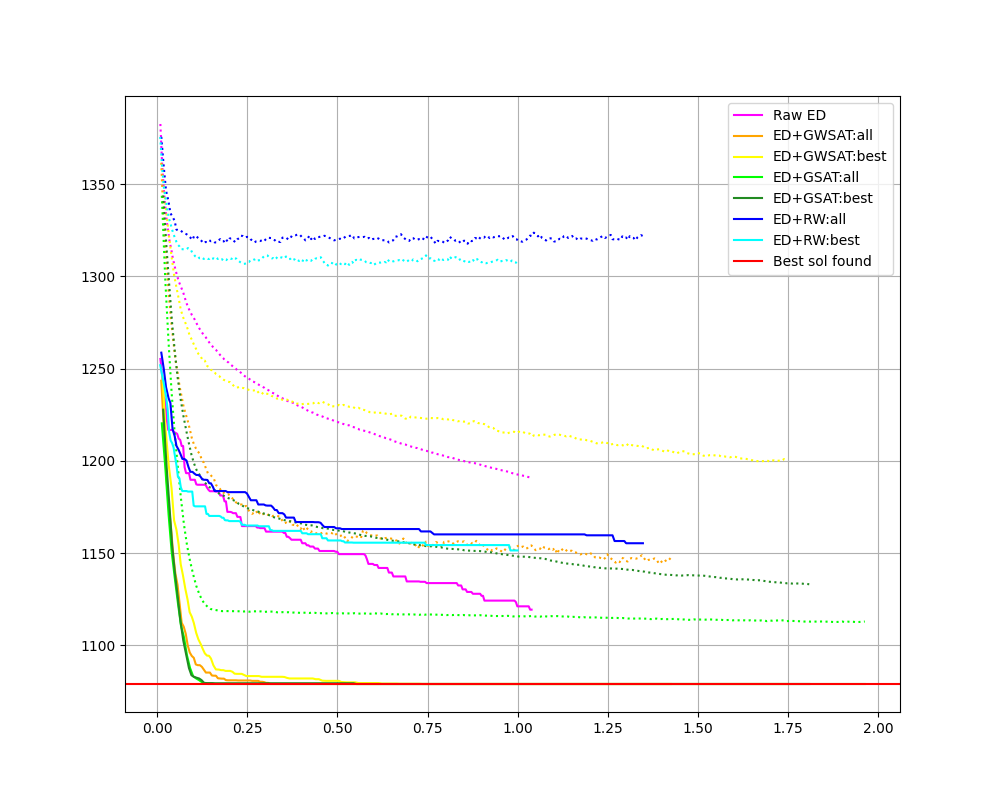 Raw ED
ED+GWSAT:all
ED+GWSAT:best
ED+GSAT:all
ED+GSAT:best
ED+RW:all
ED+RW:best
Best sol found
1350
1300
1250
1200
1150
1100
0.00 0.25 0.50 0.75 1.00 1.25 1.50 1.75 2.00